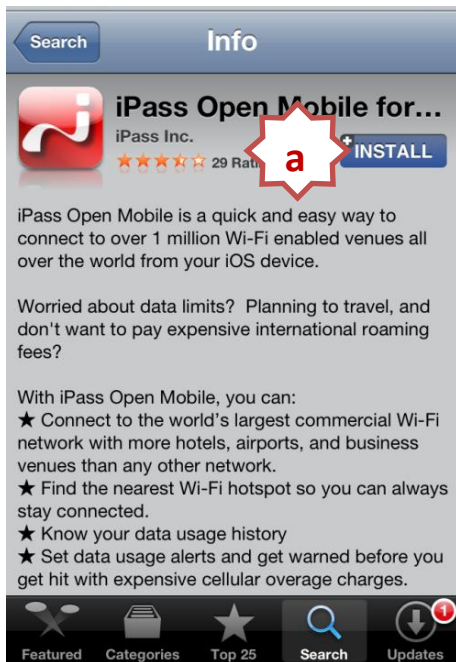 Search
Info
iPass Open Mobile for...
iPass Inc.
29 Rati
a
INSTALL
iPass Open Mobile is a quick and easy way to
connect to over 1 million Wi-Fi enabled venues all
over the world from your iOS device.
Worried about data limits? Planning to travel, and
don't want to pay expensive international roaming
fees?
With iPass Open Mobile, you can:
★ Connect to the world's largest commercial Wi-Fi
network with more hotels, airports, and business
venues than any other network.
★ Find the nearest Wi-Fi hotspot so you can always
stay connected.
★ Know your data usage history
★ Set data usage alerts and get warned before you
get hit with expensive cellular overage charges.
1
Featured Categories Top 25 Search Updates